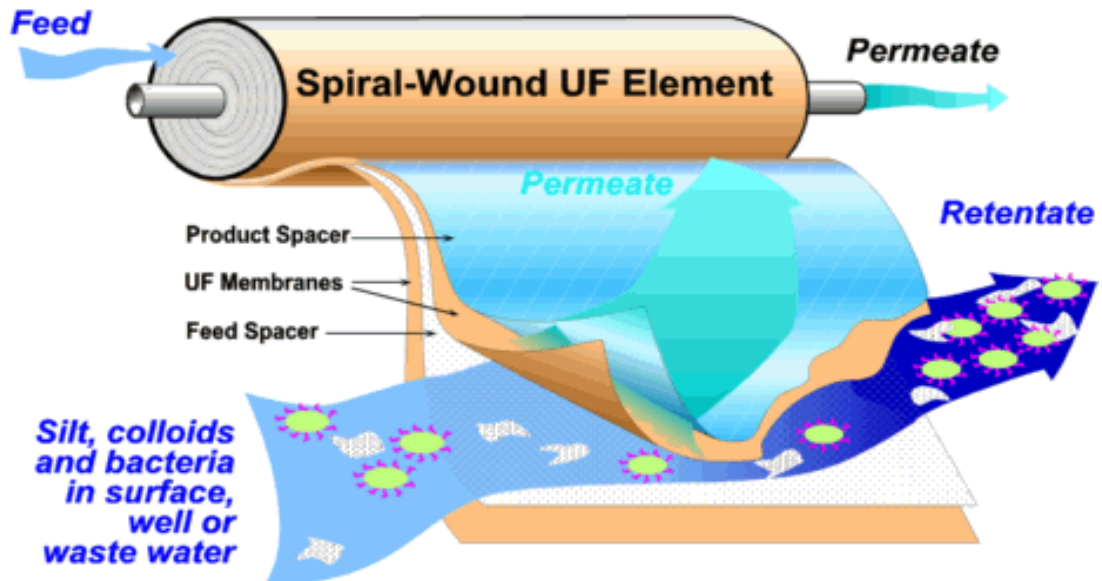 Feed
Spiral-Wound UF Element
Permeate
Permeate
Retentate
Product Spacer
UF Membranes
Feed Spacer
Silt, colloids
and bacteria
in surface,
well or
waste water